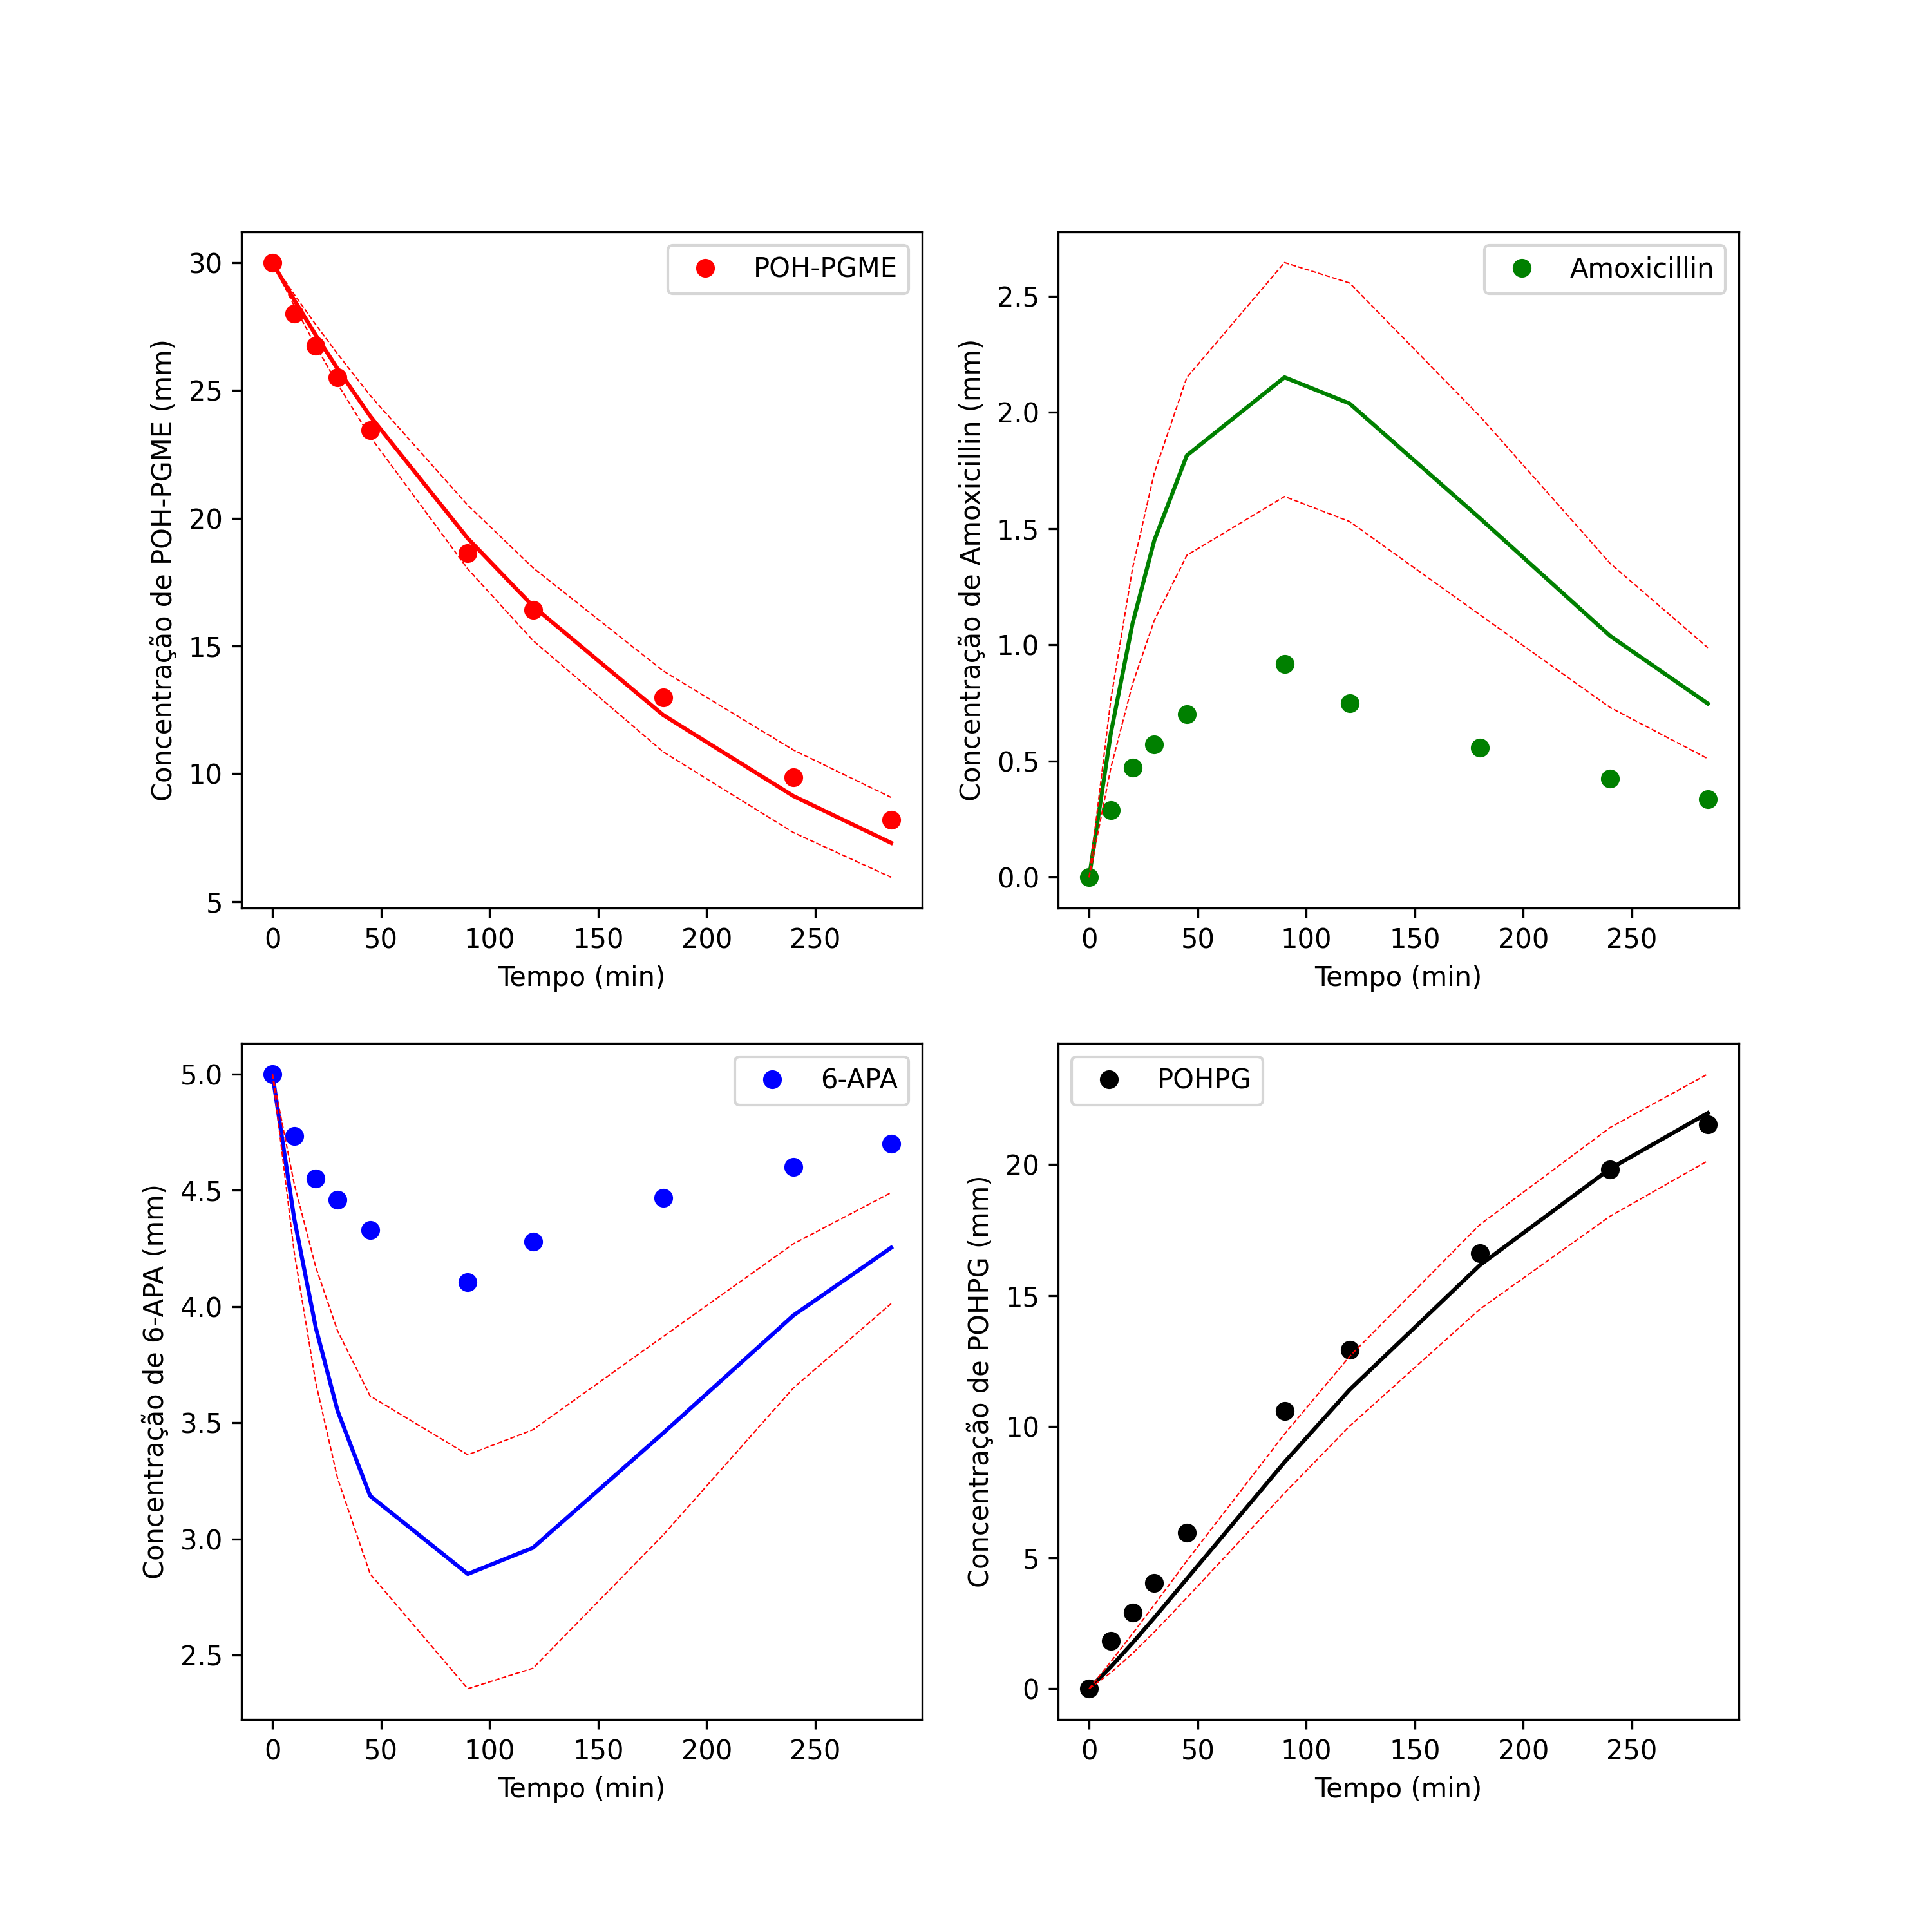 POH-PGME
Concentração de POH-PGME (mm)
30
25
20
15
10
5
0 50 100 150 200 250
Tempo (min)
Amoxicillin
Concentração de Amoxicillin (mm)
2.5
2.0
1.5
1.0
0.5
0.0
0 50 100 150 200 250
Tempo (min)
6-APA
Concentração de 6-APA (mm)
5.0
4.5
4.0
3.5
3.0
2.5
0 50 100 150 200 250
Tempo (min)
POHPG
Concentração de POHPG (mm)
20
15
10
5
0
0 50 100 150 200 250
Tempo (min)